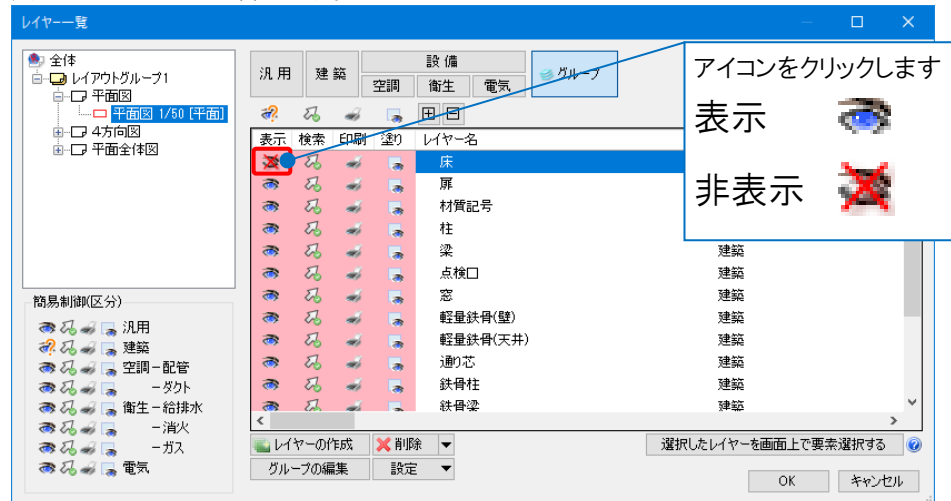 レイヤー一覧
全体
レイアウトグループ1
平面図
平面図 1/50 [平面]
4方向図
平面全体図
簡易制御(区分)
汎用
建築
空調－配管
－ダクト
衛生－給排水
－消火
－ガス
電気
汎用
建築
設備
空調
衛生
電気
グループ
表示 検索 印刷 塗り レイヤー名
床
扉
材質記号
柱
梁 建築
点検口 建築
窓 建築
軽量鉄骨(壁) 建築
軽量鉄骨(天井) 建築
通り芯 建築
鉄骨柱 建築
鉄骨梁 建築
レイヤーの作成
削除
選択したレイヤーを画面上で要素選択する
グループの編集
設定
OK
キャンセル
アイコンをクリックします
表示
非表示